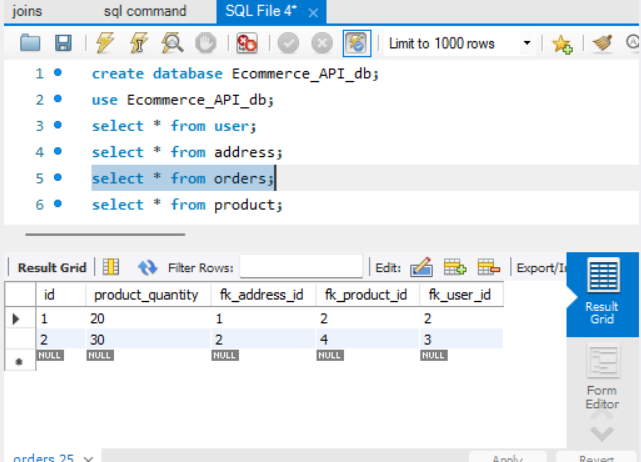 joins sql command SQL File 4* ×
Limit to 1000 rows
1 create database Ecommerce_API_db;
2 use Ecommerce_API_db;
3 select * from user;
4 select * from address;
5 select * from orders;
6 select * from product;
Result Grid Filter Rows: Edit: Export/I
id product_quantity fk_address_id fk_product_id fk_user_id
1 20 1 2 2
2 30 2 4 3
NULL NULL NULL NULL NULL
Result
Grid
Form
Editor
orders 25 Apply Revert